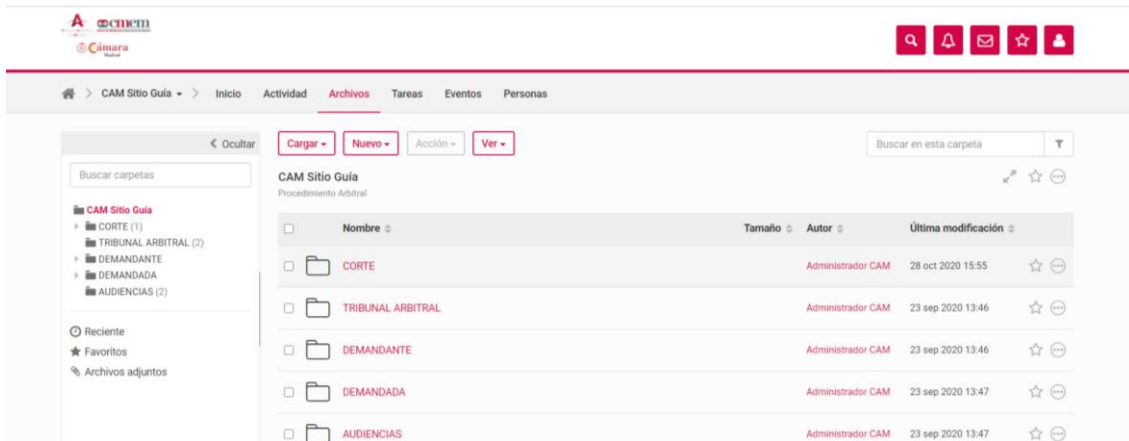 A cmem
Cámara
Madrid
CAM Sitio Guía Inicio Actividad Archivos Tareas Eventos Personas
Ocultar
Buscar carpetas
CAM Sitio Guía
CORTE (1)
TRIBUNAL ARBITRAL (2)
DEMANDANTE
DEMANDADA
AUDIENCIAS (2)
Reciente
Favoritos
Archivos adjuntos
Cargar Nuevo Acción Ver
Buscar en esta carpeta
CAM Sitio Guía
Procedimiento Arbitral
Nombre Tamaño Autor Última modificación
CORTE Administrador CAM 28 oct 2020 15:55
TRIBUNAL ARBITRAL Administrador CAM 23 sep 2020 13:46
DEMANDANTE Administrador CAM 23 sep 2020 13:46
DEMANDADA Administrador CAM 23 sep 2020 13:47
AUDIENCIAS Administrador CAM 23 sep 2020 13:47